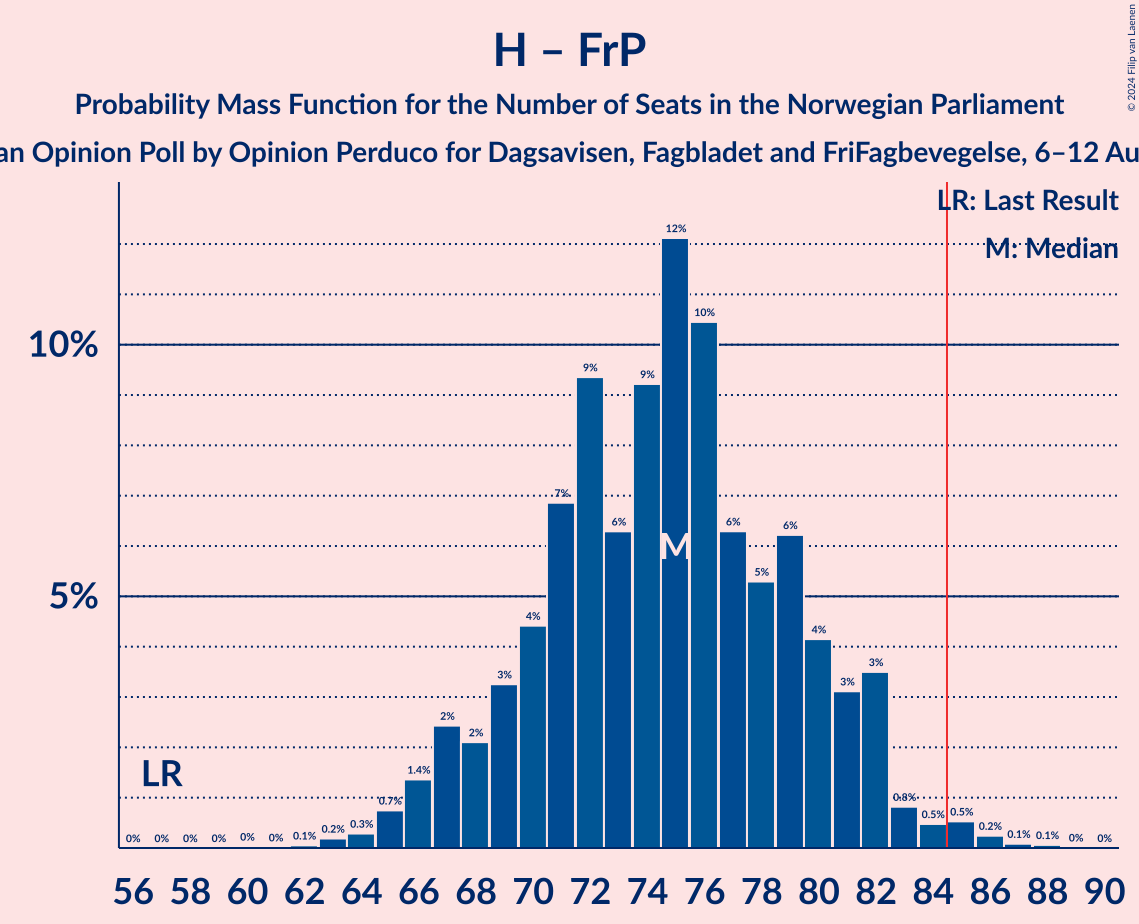 H – FrP
Probability Mass Function for the Number of Seats in the Norwegian Parliament
an Opinion Poll by Opinion Perduco for Dagsavisen, Fagbladet and FriFagbevegelse, 6–12 Au
© 2024 Filip van Laenen
LR: Last Result
M: Median
12%
10%
10%
9%
9%
7%
6%
6%
6%
M
5%
5%
4%
4%
3%
3%
3%
2%
2%
LR
1.4%
0.7%
0.8%
0% 0% 0% 0% 0% 0% 0.1% 0.2% 0.3% 0.5% 0.5% 0.2% 0.1% 0.1% 0% 0%
56 58 60 62 64 66 68 70 72 74 76 78 80 82 84 86 88 90